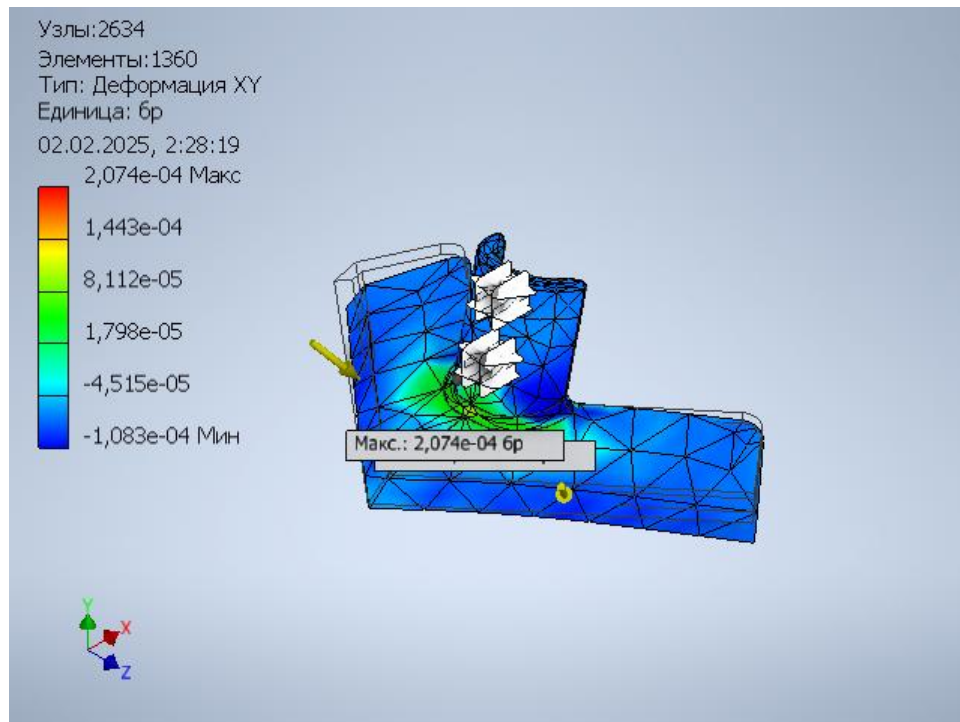 Узлы:2634
Элементы:1360
Тип: Деформация XY
Единица: бр
02.02.2025, 2:28:19
2,074e-04 Макс
1,443e-04
8,112e-05
1,798e-05
-4,515e-05
-1,083e-04 Мин
Макс.: 2,074e-04 бр
Y
X
Z